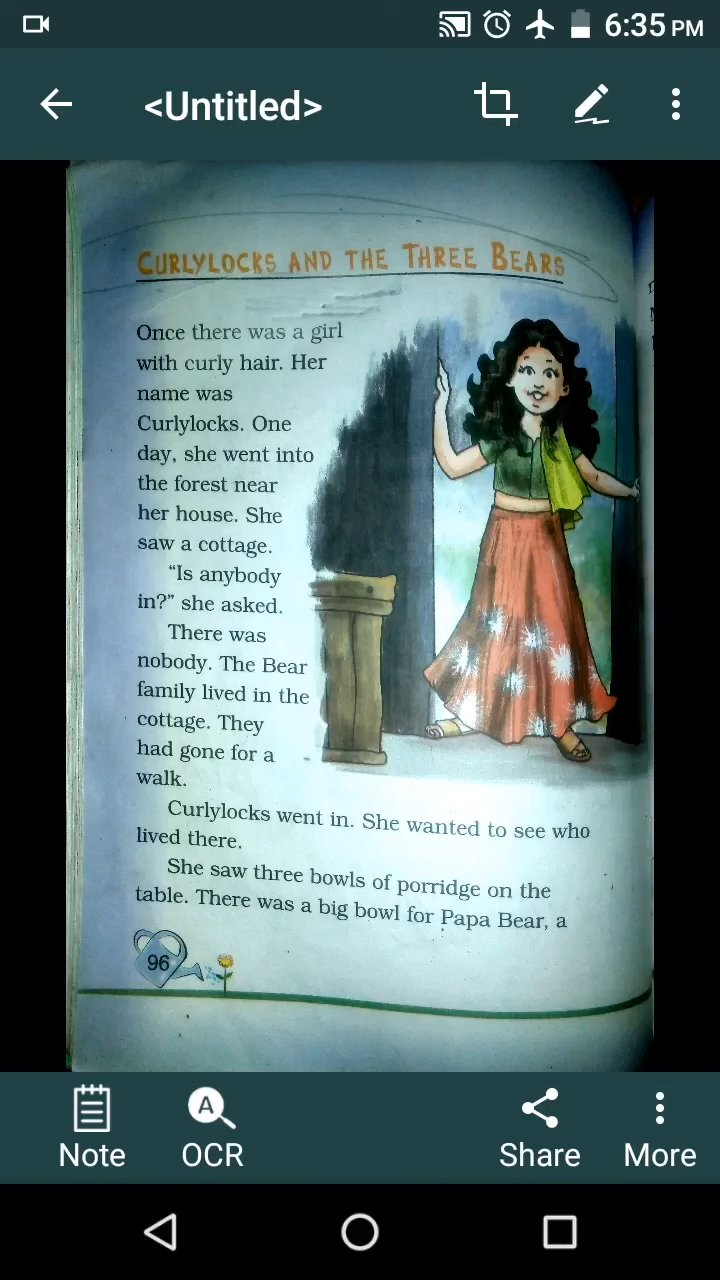 6:35 PM
<Untitled>
CURLYLOCKS AND THE THREE BEARS
Once there was a girl
with curly hair. Her
name was
Curlylocks. One
day, she went into
the forest near
her house. She
saw a cottage.
“Is anybody
in?” she asked.
There was
nobody. The Bear
family lived in the
cottage. They
had gone for a
walk.
Curlylocks went in. She wanted to see who
lived there.
She saw three bowls of porridge on the
table. There was a big bowl for Papa Bear, a
96
Note
A
OCR
Share
More